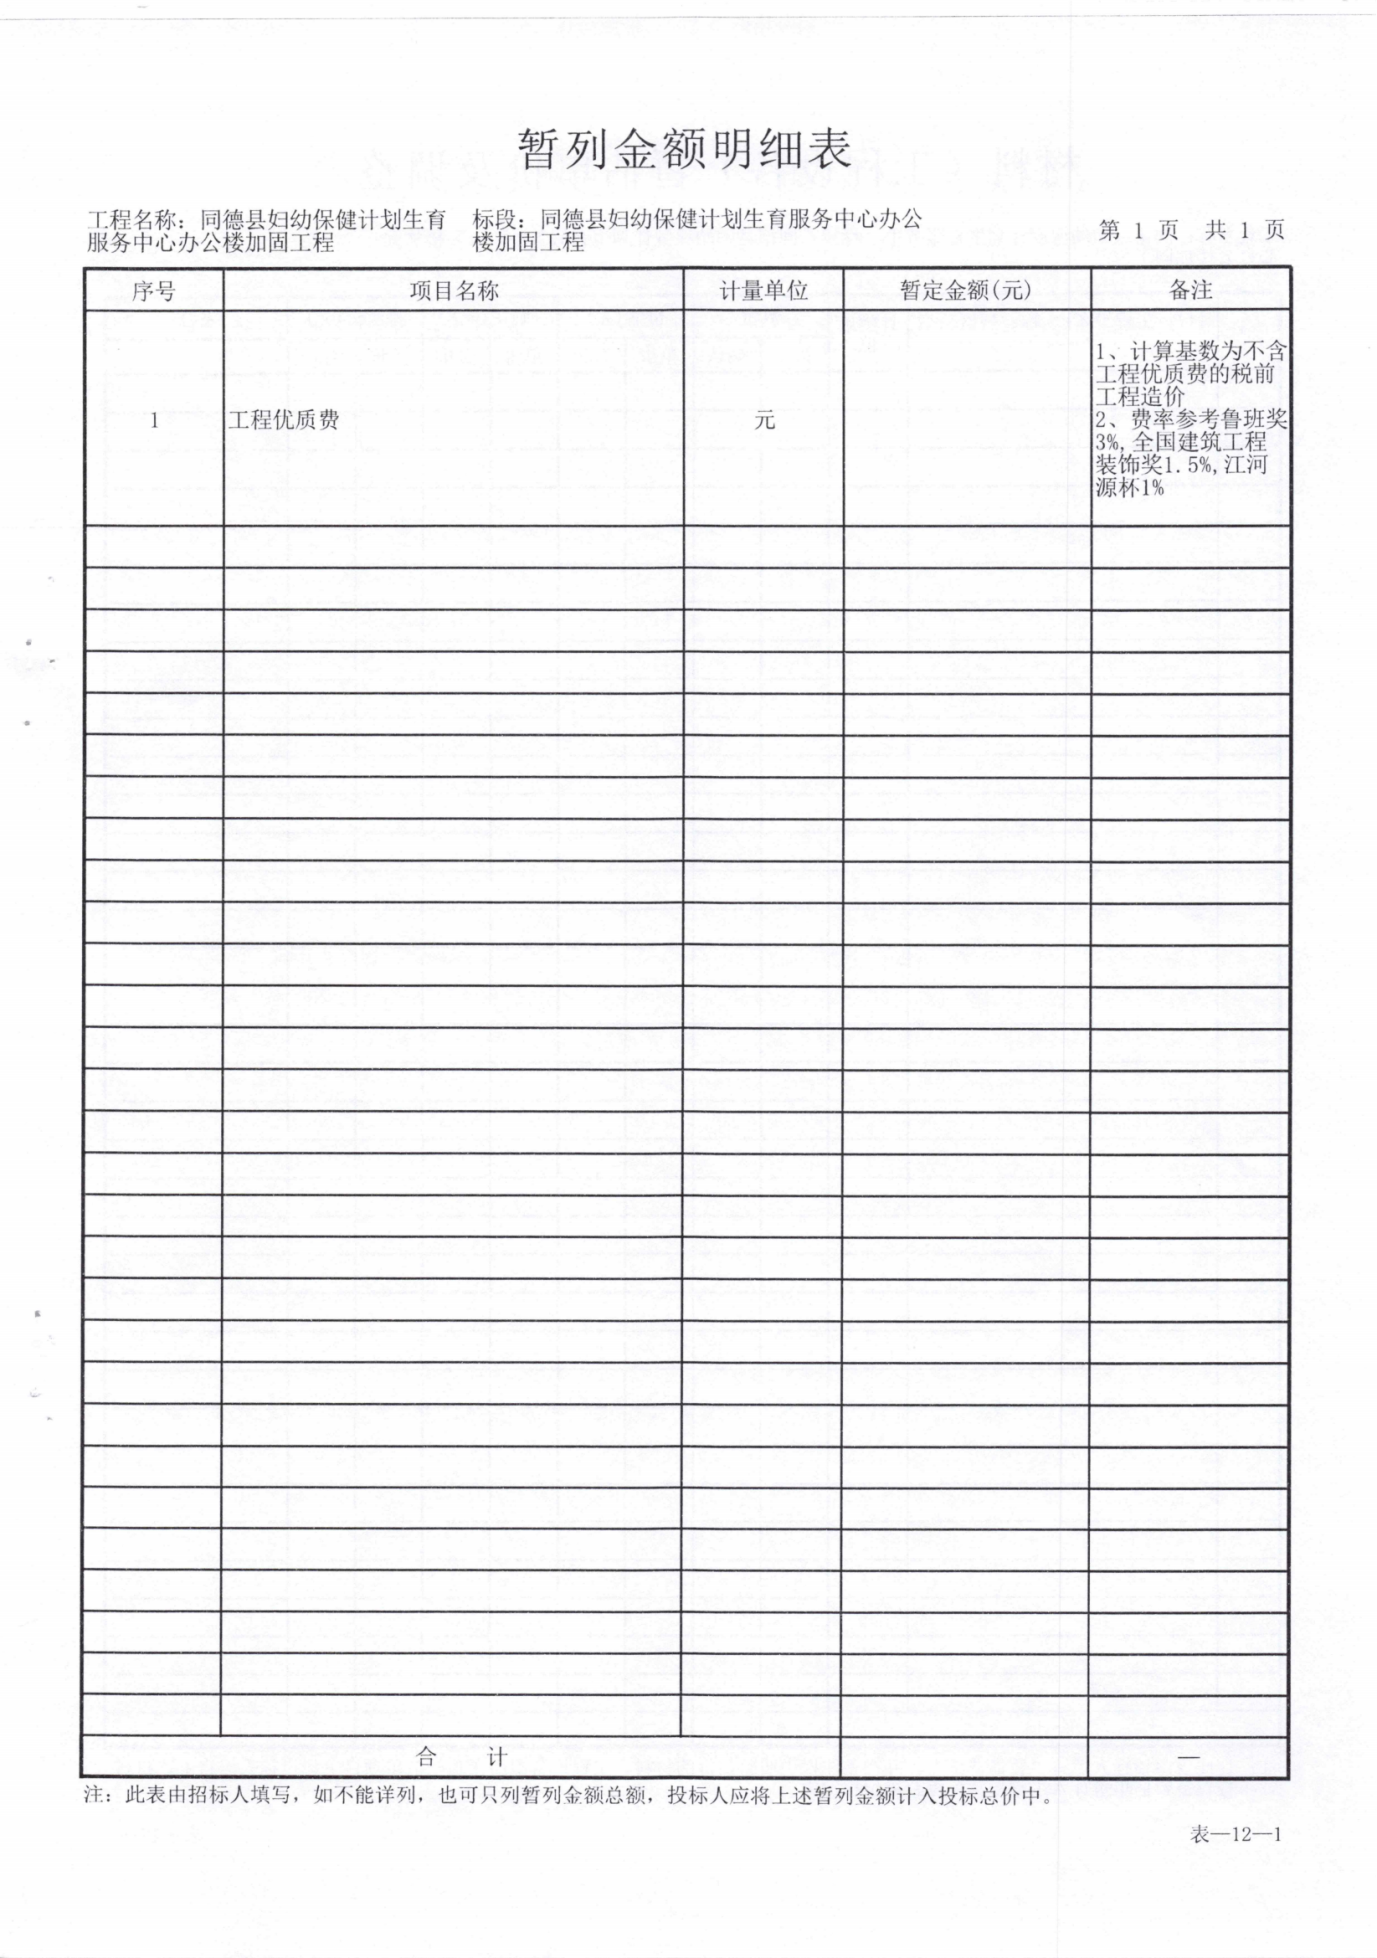 暂列金额明细表
工程名称：同德县妇幼保健计划生育
服务中心办公楼加固工程
标段：同德县妇幼保健计划生育服务中心办公
楼加固工程
第 1 页 共 1 页
序号 项目名称 计量单位 暂定金额(元) 备注
1 工程优质费 元
1、计算基数为不含
工程优质费的税前
工程造价
2、费率参考鲁班奖
3%,全国建筑工程
装饰奖1.5%,江河
源杯1%
合 计 —
注：此表由招标人填写，如不能详列，也可只列暂列金额总额，投标人应将上述暂列金额计入投标总价中。
表—12—1